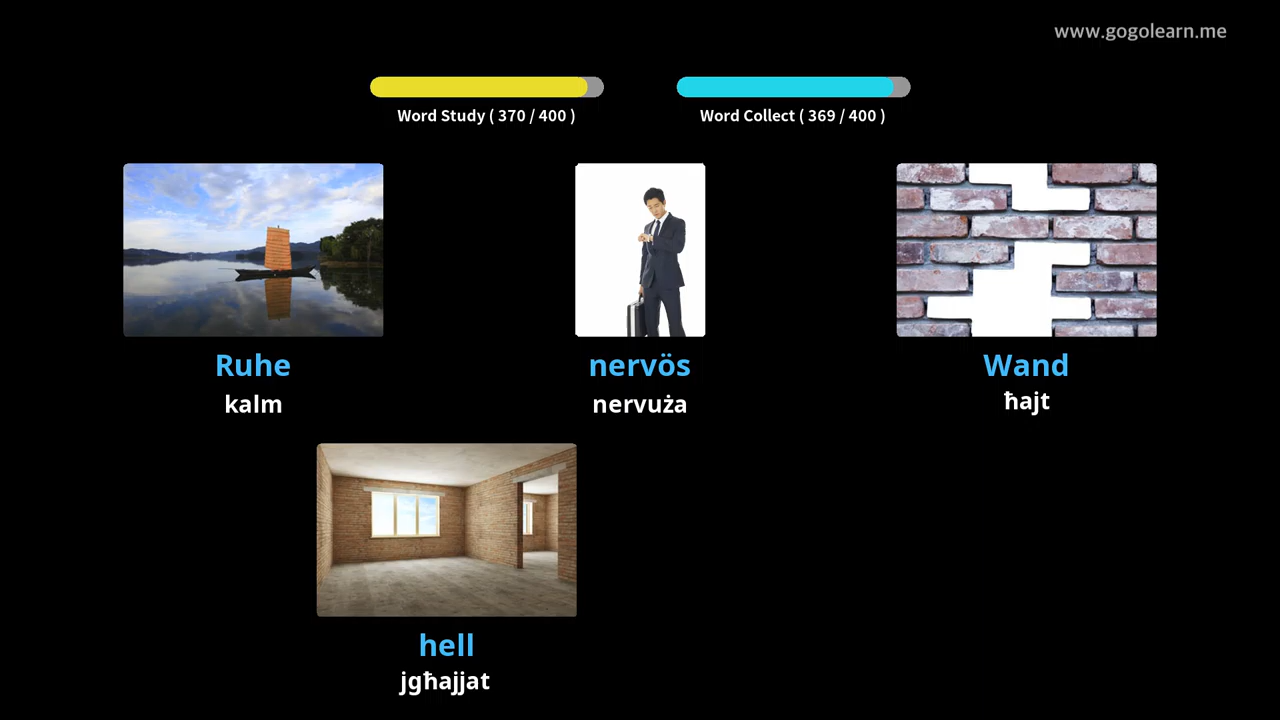 www.gogolearn.me
Word Study ( 370 / 400 )
Word Collect ( 369 / 400 )
Ruhe
kalm
nervös
nervuża
Wand
ħajt
hell
jgħajjat